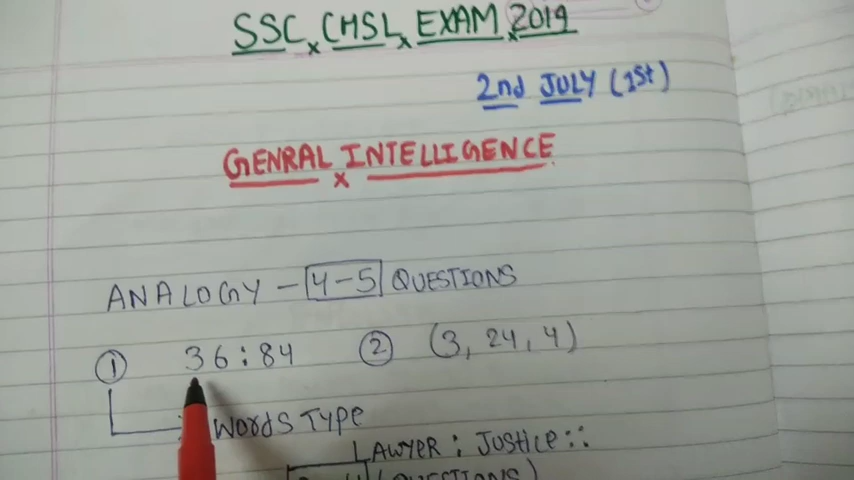 SSC CHSL EXAM 2019
2nd JULY (1st)
GENRAL INTELLIGENCE
ANALOGY - 4-5 QUESTIONS
① 36:84 ② (3, 24, 4)
WORDS TYPE
LAWYER : JUSTICE ::
(QUESTIONS)